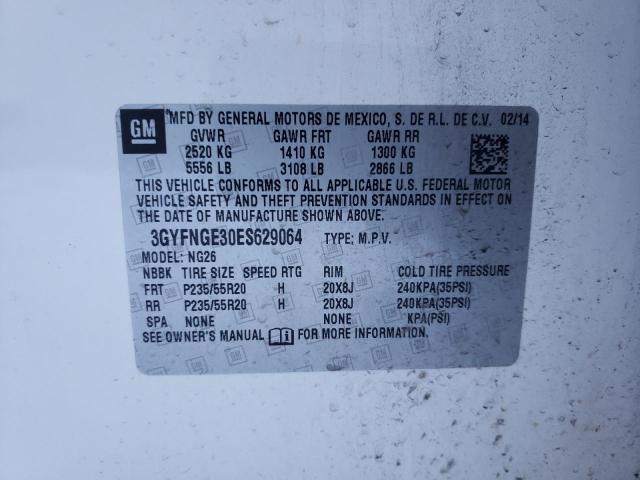 GM MFD BY GENERAL MOTORS DE MEXICO, S. DE R.L. DE C.V. 02/14
GVWR GAWR FRT GAWR RR
2520 KG 1410 KG 1300 KG
5556 LB 3108 LB 2866 LB
THIS VEHICLE CONFORMS TO ALL APPLICABLE U.S. FEDERAL MOTOR
VEHICLE SAFETY AND THEFT PREVENTION STANDARDS IN EFFECT ON
THE DATE OF MANUFACTURE SHOWN ABOVE.
3GYFNGE30ES629064 TYPE; M.P.V.
MODEL: NG26
NBBK TIRE SIZE SPEED RTG RIM COLD TIRE PRESSURE
FRT P235/55R20 H 20X8J 240KPA(35PSI)
RR P235/55R20 H 20X8J 240KPA(35PSI)
SPA NONE NONE KPA(PSI)
SEE OWNER'S MANUAL FOR MORE INFORMATION.